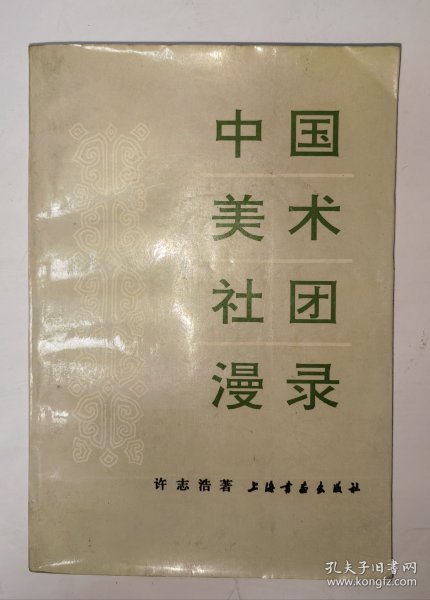 中国
美术
社团
漫录
许志浩著 上海书画出版社
孔夫子旧书网
www.kongfz.com